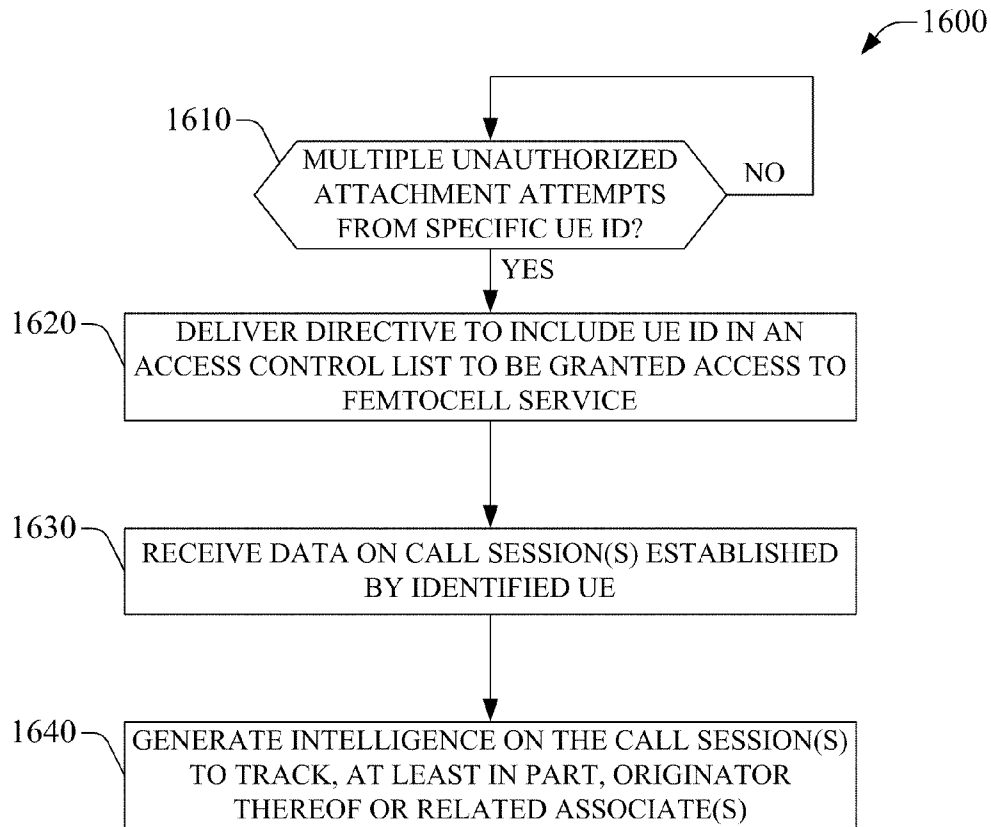 1600
1610
MULTIPLE UNAUTHORIZED
ATTACHMENT ATTEMPTS
FROM SPECIFIC UE ID?
NO
YES
1620
DELIVER DIRECTIVE TO INCLUDE UE ID IN AN
ACCESS CONTROL LIST TO BE GRANTED ACCESS TO
FEMTOCELL SERVICE
1630
RECEIVE DATA ON CALL SESSION(S) ESTABLISHED
BY IDENTIFIED UE
1640
GENERATE INTELLIGENCE ON THE CALL SESSION(S)
TO TRACK, AT LEAST IN PART, ORIGINATOR
THEREOF OR RELATED ASSOCIATE(S)